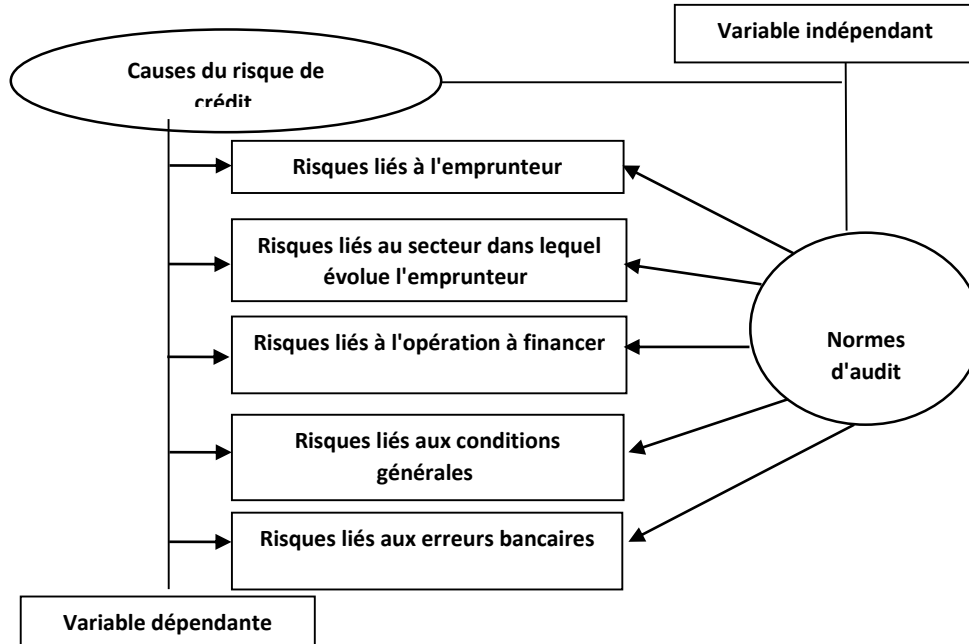 Variable indépendant
Causes du risque de
crédit
Risques liés à l'emprunteur
Risques liés au secteur dans lequel
évolue l'emprunteur
Risques liés à l'opération à financer
Normes
d'audit
Risques liés aux conditions
générales
Risques liés aux erreurs bancaires
Variable dépendante